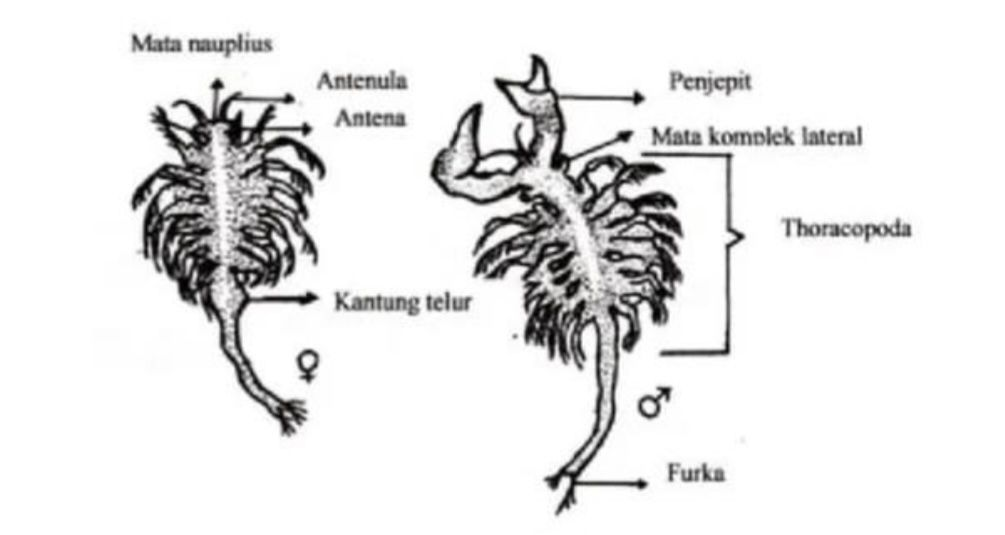 Mata nauplius
Antenula
Antena
Kantung telur
♀
Penjepit
Mata komplek lateral
Thoracopoda
♂
Furka